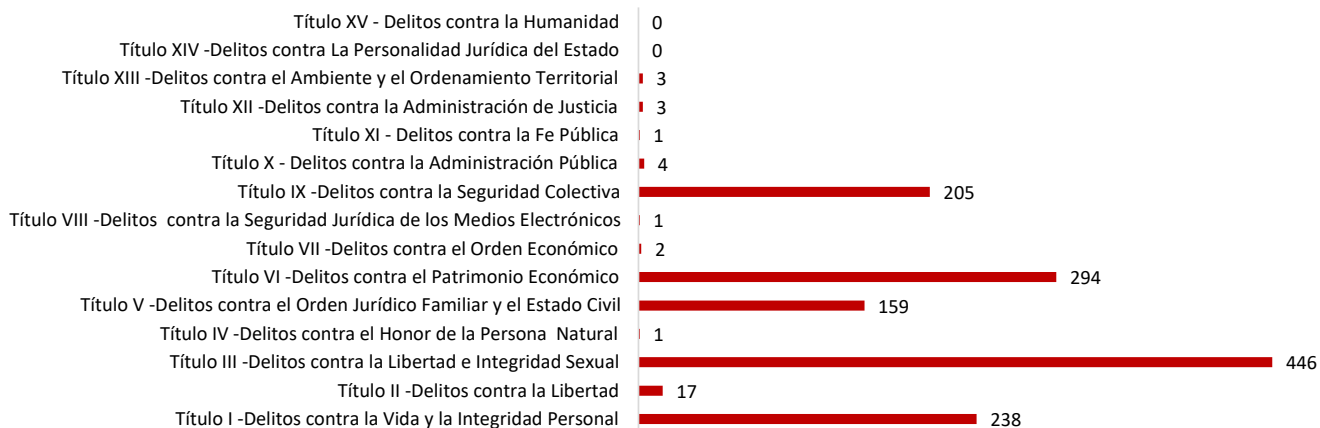 Título XV - Delitos contra la Humanidad 0
Título XIV -Delitos contra La Personalidad Jurídica del Estado 0
Título XIII -Delitos contra el Ambiente y el Ordenamiento Territorial 3
Título XII -Delitos contra la Administración de Justicia 3
Título XI - Delitos contra la Fe Pública 1
Título X - Delitos contra la Administración Pública 4
Título IX -Delitos contra la Seguridad Colectiva 205
Título VIII -Delitos  contra la Seguridad Jurídica de los Medios Electrónicos 1
Título VII -Delitos contra el Orden Económico 2
Título VI -Delitos contra el Patrimonio Económico 294
Título V -Delitos contra el Orden Jurídico Familiar y el Estado Civil 159
Título IV -Delitos contra el Honor de la Persona  Natural 1
Título III -Delitos contra la Libertad e Integridad Sexual 446
Título II -Delitos contra la Libertad 17
Título I -Delitos contra la Vida y la Integridad Personal 238